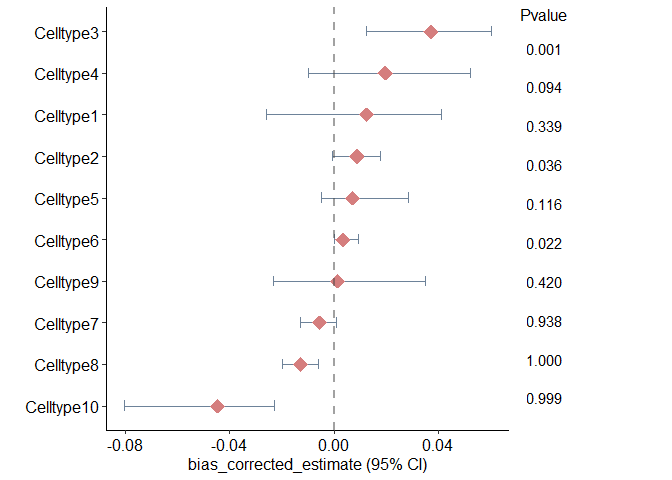 Pvalue
Celltype3 0.001
Celltype4 0.094
Celltype1 0.339
Celltype2 0.036
Celltype5 0.116
Celltype6 0.022
Celltype9 0.420
Celltype7 0.938
Celltype8 1.000
Celltype10 0.999
-0.08 -0.04 0.00 0.04
bias_corrected_estimate (95% CI)